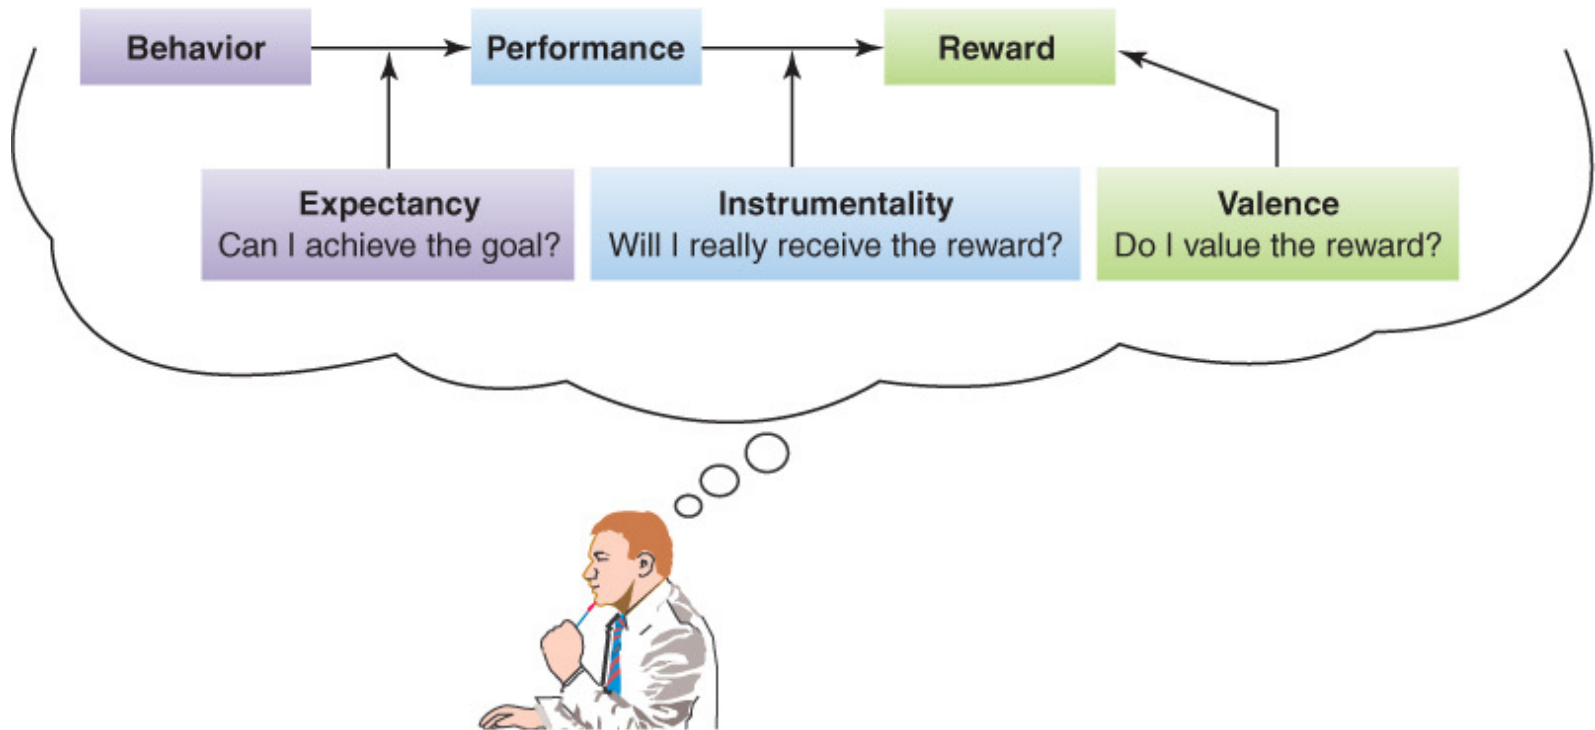 Behavior
Performance
Reward
Expectancy
Can I achieve the goal?
Instrumentality
Will I really receive the reward?
Valence
Do I value the reward?